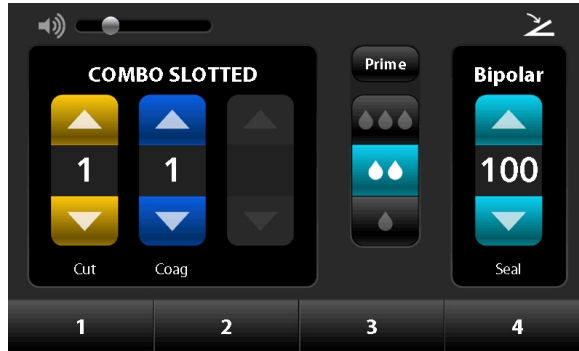 COMBO SLOTTED
1
Cut
1
Coag
Prime
Bipolar
100
Seal
1
2
3
4